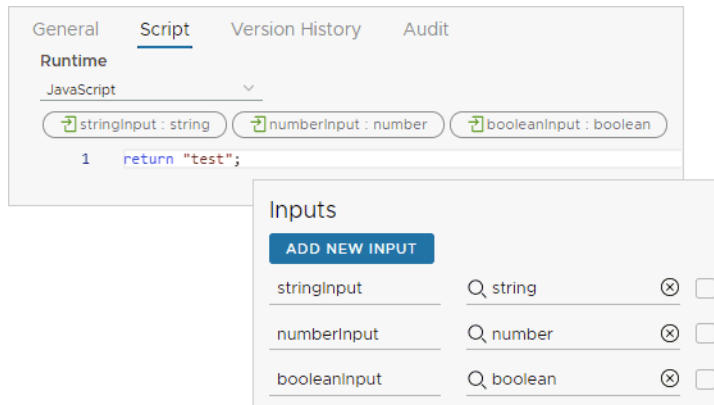 General Script Version History Audit
Runtime
JavaScript
stringInput : string numberInput : number booleanInput : boolean
1 return "test";
Inputs
ADD NEW INPUT
stringInput string
numberInput number
booleanInput boolean